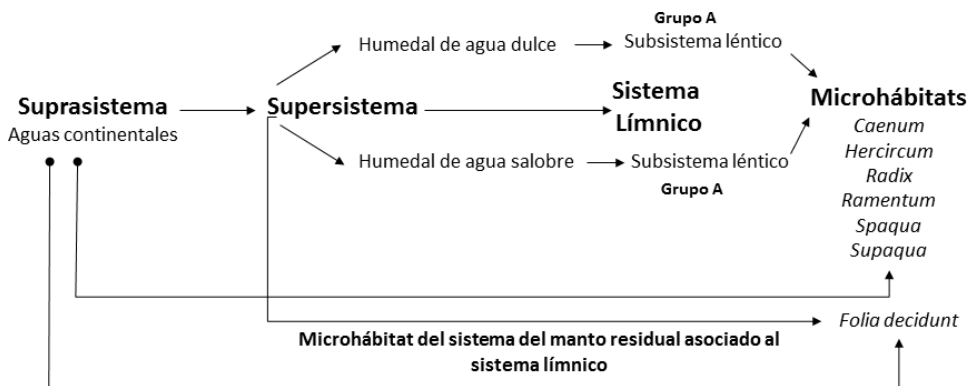 Grupo A
Humedal de agua dulce
Subsistema léntico
Suprasistema
Aguas continentales
Supersistema
Sistema
Límnico
Microhábitats
Caenum
Hercircum
Radix
Ramentum
Spaqua
Supaqua
Humedal de agua salobre
Subsistema léntico
Grupo A
Folia decidunt
Microhábitat del sistema del manto residual asociado al
sistema límnico